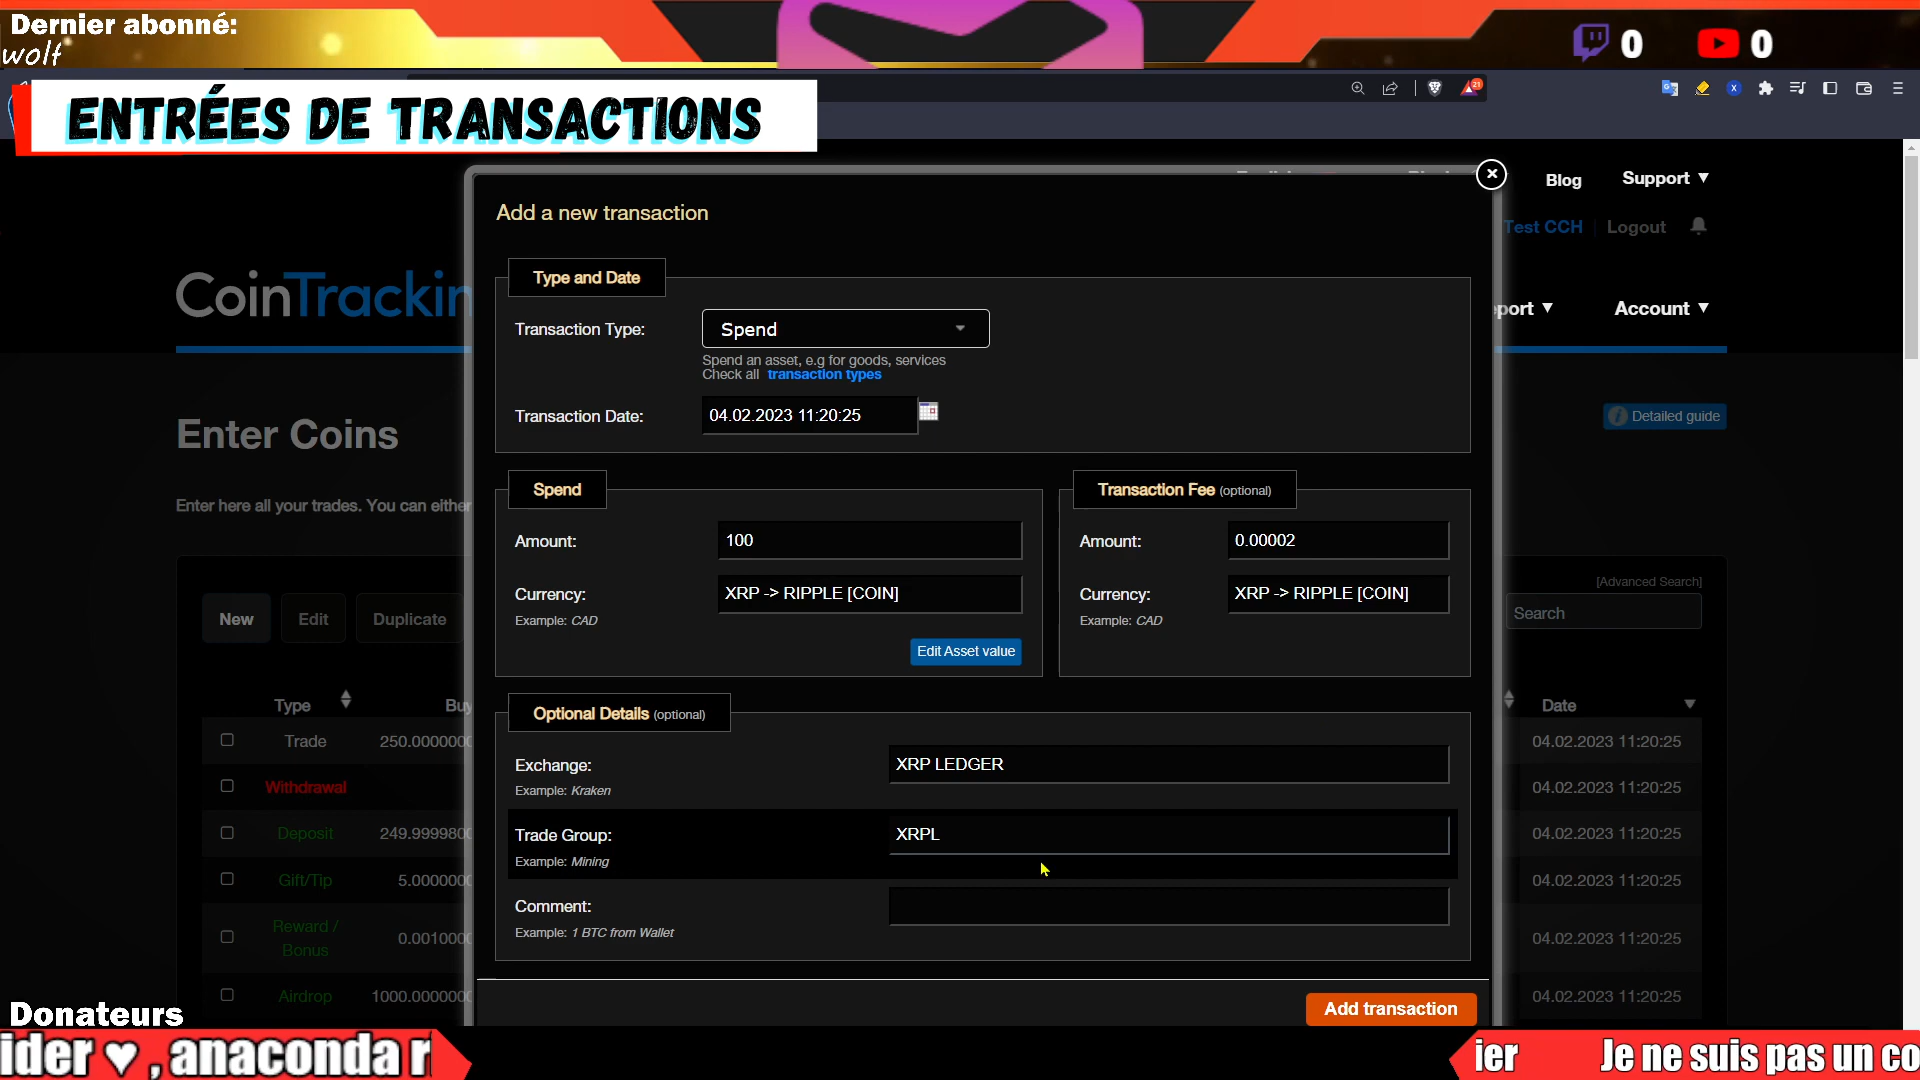 Dernier abonné:
wolf
0
0
21
ENTRÉES DE TRANSACTIONS
Blog
Support
Add a new transaction
Test CCH
Logout
CoinTrackin
Type and Date
port
Account
Transaction Type:
Spend
Spend an asset, e.g for goods, services
Check all transaction types
Transaction Date:
04.02.2023 11:20:25
Enter Coins
Detailed guide
Spend
Transaction Fee (optional)
Enter here all your trades. You can either
Amount:
100
Amount:
0.00002
Currency:
XRP -> RIPPLE [COIN]
Currency:
XRP -> RIPPLE [COIN]
Example: CAD
Example: CAD
[Advanced Search]
New
Edit
Duplicate
Search
Edit Asset value
Type
Buy
Optional Details (optional)
Date
Trade
250.0000000
04.02.2023 11:20:25
Exchange:
XRP LEDGER
Example: Kraken
Withdrawal
04.02.2023 11:20:25
Deposit
249.9999800
04.02.2023 11:20:25
Trade Group:
XRPL
Example: Mining
Gift/Tip
5.0000000
04.02.2023 11:20:25
Comment:
Example: 1 BTC from Wallet
Reward /
Bonus
0.0010000
04.02.2023 11:20:25
Airdrop
1000.0000000
04.02.2023 11:20:25
Add transaction
Donateurs
ider ♥ , anaconda r
ier
Je ne suis pas un co